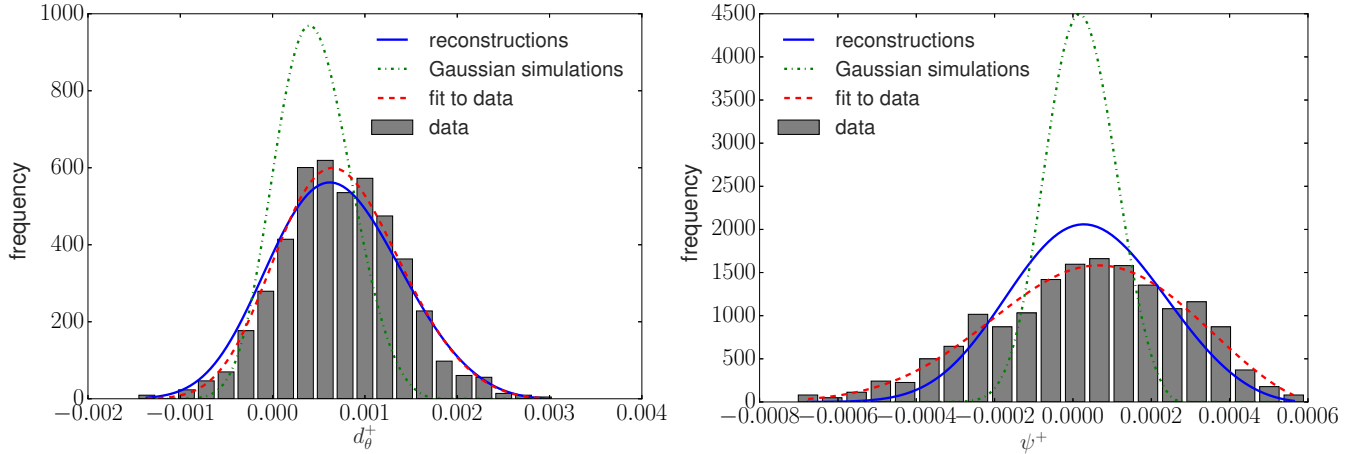 1000
800
600
400
200
0
frequency
reconstructions
Gaussian simulations
fit to data
data
−0.002 −0.001 0.000 0.001 0.002 0.003 0.004
d_θ^+
4500
4000
3500
3000
2500
2000
1500
1000
500
0
frequency
reconstructions
Gaussian simulations
fit to data
data
−0.0008 −0.0006 −0.0004 −0.0002 0.0000 0.0002 0.0004 0.0006
ψ^+